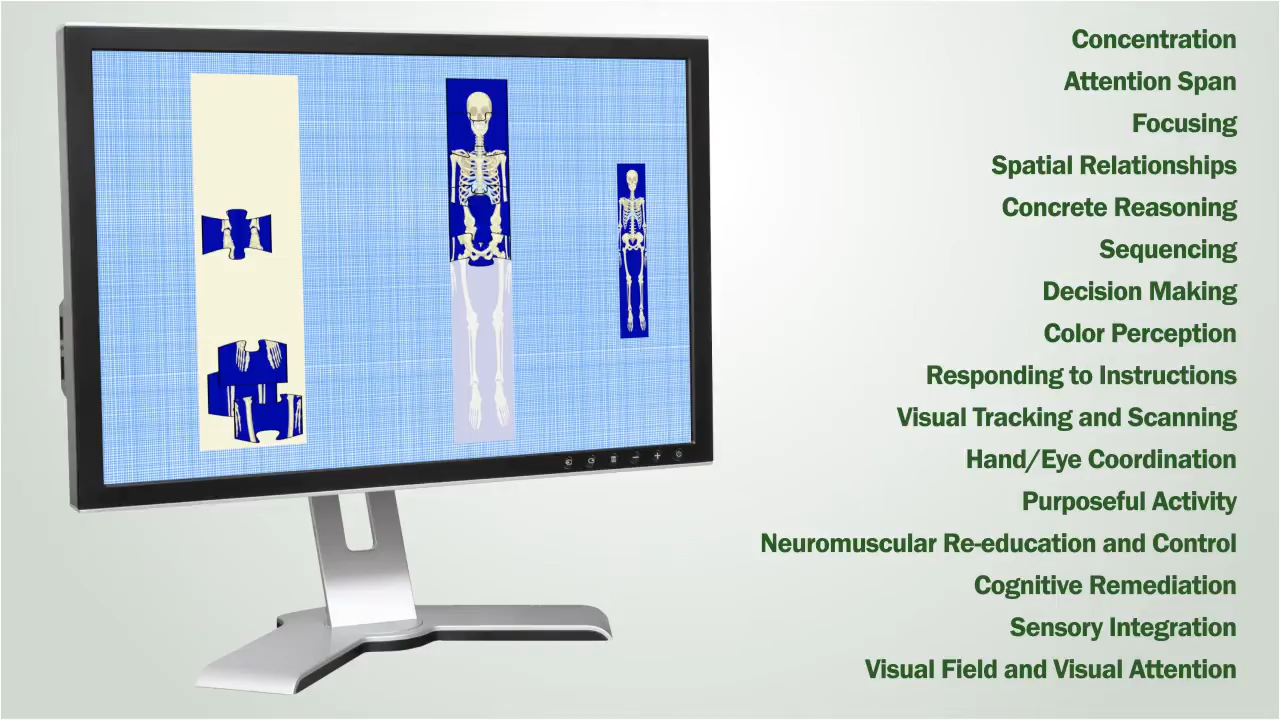 Concentration
Attention Span
Focusing
Spatial Relationships
Concrete Reasoning
Sequencing
Decision Making
Color Perception
Responding to Instructions
Visual Tracking and Scanning
Hand/Eye Coordination
Purposeful Activity
Neuromuscular Re-education and Control
Cognitive Remediation
Sensory Integration
Visual Field and Visual Attention